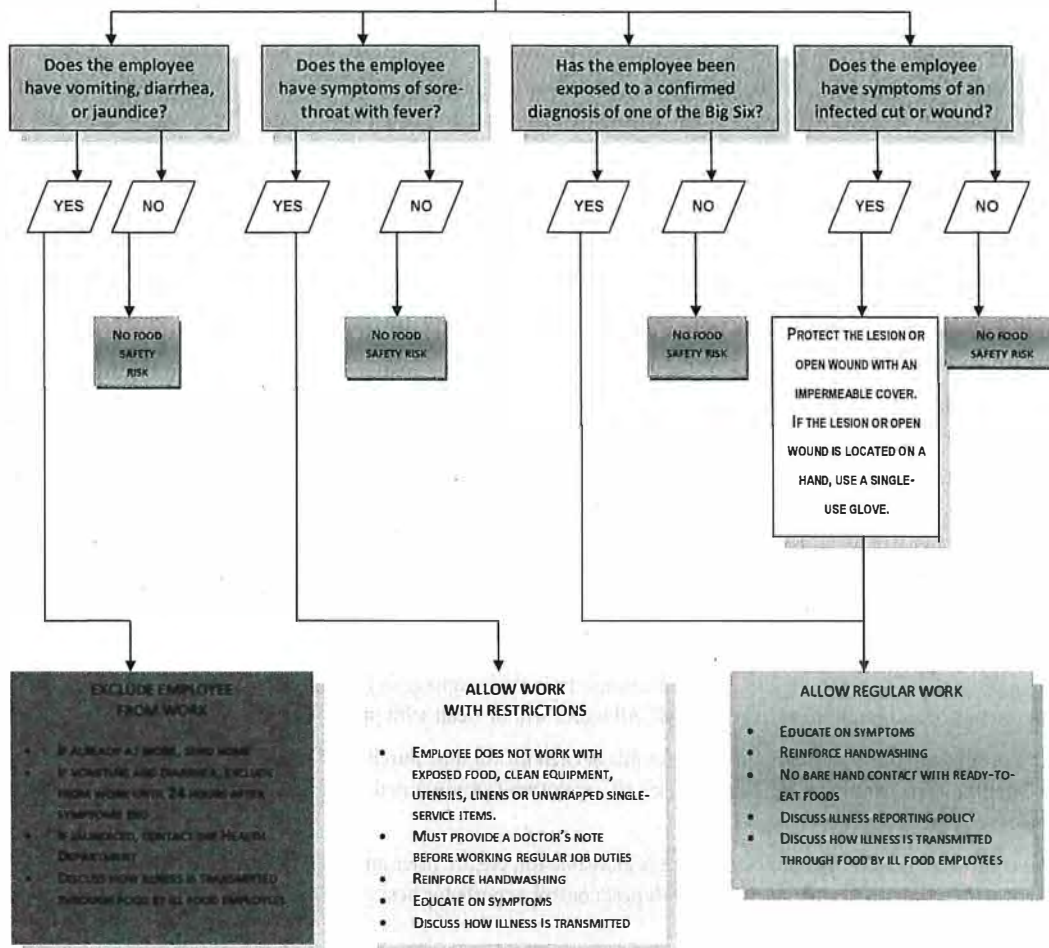 Does the employee
have vomiting, diarrhea,
or jaundice?
Does the employee
have symptoms of sore-
throat with fever?
Has the employee been
exposed to a confirmed
diagnosis of one of the Big Six?
Does the employee
have symptoms of an
infected cut or wound?
YES
NO
YES
NO
YES
NO
YES
NO
NO FOOD
SAFETY
RISK
NO FOOD
SAFETY RISK
NO FOOD
SAFETY RISK
PROTECT THE LESION OR
OPEN WOUND WITH AN
IMPERMEABLE COVER.
IF THE LESION OR OPEN
WOUND IS LOCATED ON A
HAND, USE A SINGLE-
USE GLOVE.
NO FOOD
SAFETY RISK
EXCLUDE EMPLOYEE
FROM WORK
• IF ALREADY AT WORK, SEND HOME
• IF VOMITING AND DIARRHEA, EXCLUDE
FROM WORK UNTIL 24 HOURS AFTER
SYMPTOMS END
• IF JAUNDICED, CONTACT THE HEALTH
DEPARTMENT
• DISCUSS HOW ILLNESS IS TRANSMITTED
THROUGH FOOD BY ILL FOOD EMPLOYEES
ALLOW WORK
WITH RESTRICTIONS
• EMPLOYEE DOES NOT WORK WITH
EXPOSED FOOD, CLEAN EQUIPMENT,
UTENSILS, LINENS OR UNWRAPPED SINGLE-
SERVICE ITEMS.
• MUST PROVIDE A DOCTOR'S NOTE
BEFORE WORKING REGULAR JOB DUTIES
• REINFORCE HANDWASHING
• EDUCATE ON SYMPTOMS
• DISCUSS HOW ILLNESS IS TRANSMITTED
ALLOW REGULAR WORK
• EDUCATE ON SYMPTOMS
• REINFORCE HANDWASHING
• NO BARE HAND CONTACT WITH READY-TO-
EAT FOODS
• DISCUSS ILLNESS REPORTING POLICY
• DISCUSS HOW ILLNESS IS TRANSMITTED
THROUGH FOOD BY ILL FOOD EMPLOYEES